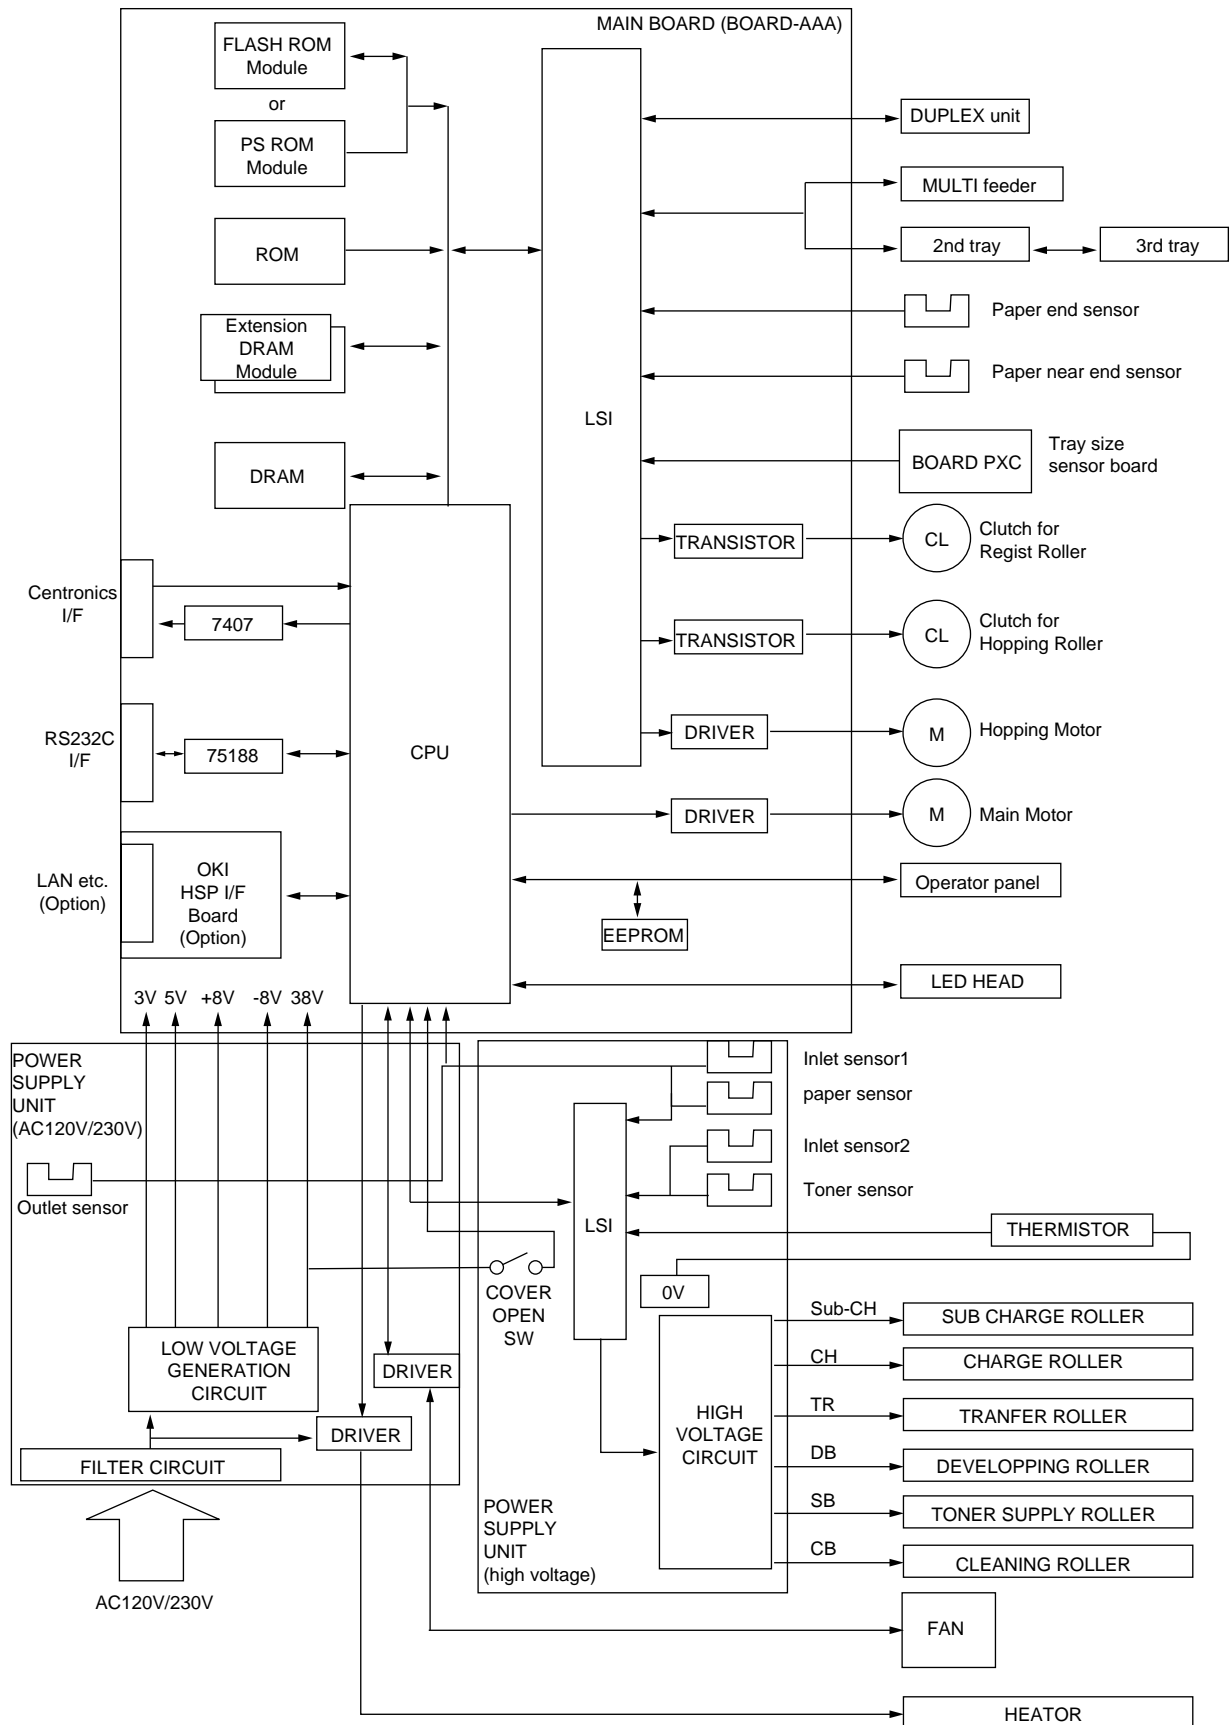 MAIN BOARD (BOARD-AAA)
FLASH ROM
Module
or
PS ROM
Module
ROM
Extension
DRAM
Module
DRAM
LSI
CPU
DUPLEX unit
MULTI feeder
2nd tray
3rd tray
Paper end sensor
Paper near end sensor
BOARD PXC
Tray size
sensor board
TRANSISTOR
CL
Clutch for
Regist Roller
TRANSISTOR
CL
Clutch for
Hopping Roller
DRIVER
M
Hopping Motor
DRIVER
M
Main Motor
Operator panel
EEPROM
LED HEAD
Centronics
I/F
7407
RS232C
I/F
75188
LAN etc.
(Option)
OKI
HSP I/F
Board
(Option)
3V
5V
+8V
-8V
38V
POWER
SUPPLY
UNIT
(AC120V/230V)
Outlet sensor
LOW VOLTAGE
GENERATION
CIRCUIT
DRIVER
DRIVER
FILTER CIRCUIT
AC120V/230V
Inlet sensor1
paper sensor
Inlet sensor2
Toner sensor
LSI
THERMISTOR
0V
COVER
OPEN
SW
HIGH
VOLTAGE
CIRCUIT
Sub-CH
SUB CHARGE ROLLER
CH
CHARGE ROLLER
TR
TRANFER ROLLER
DB
DEVELOPPING ROLLER
SB
TONER SUPPLY ROLLER
CB
CLEANING ROLLER
POWER
SUPPLY
UNIT
(high voltage)
FAN
HEATOR